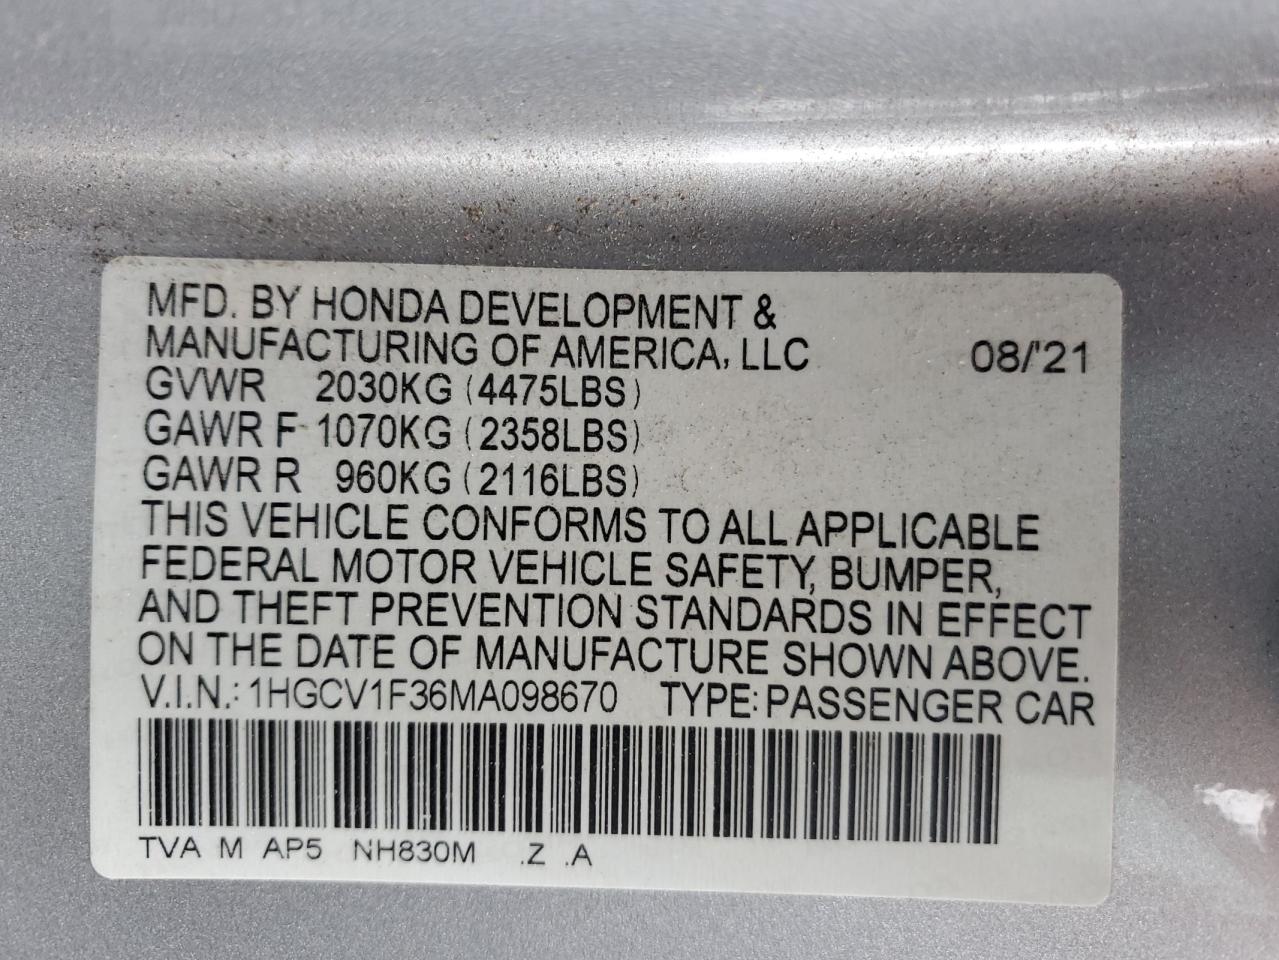 MFD. BY HONDA DEVELOPMENT &
MANUFACTURING OF AMERICA, LLC 08/'21
GVWR 2030KG (4475LBS)
GAWR F 1070KG (2358LBS)
GAWR R 960KG (2116LBS)
THIS VEHICLE CONFORMS TO ALL APPLICABLE
FEDERAL MOTOR VEHICLE SAFETY, BUMPER,
AND THEFT PREVENTION STANDARDS IN EFFECT
ON THE DATE OF MANUFACTURE SHOWN ABOVE.
V.I.N.: 1HGCV1F36MA098670 TYPE: PASSENGER CAR
TVA M AP5 NH830M .Z .A